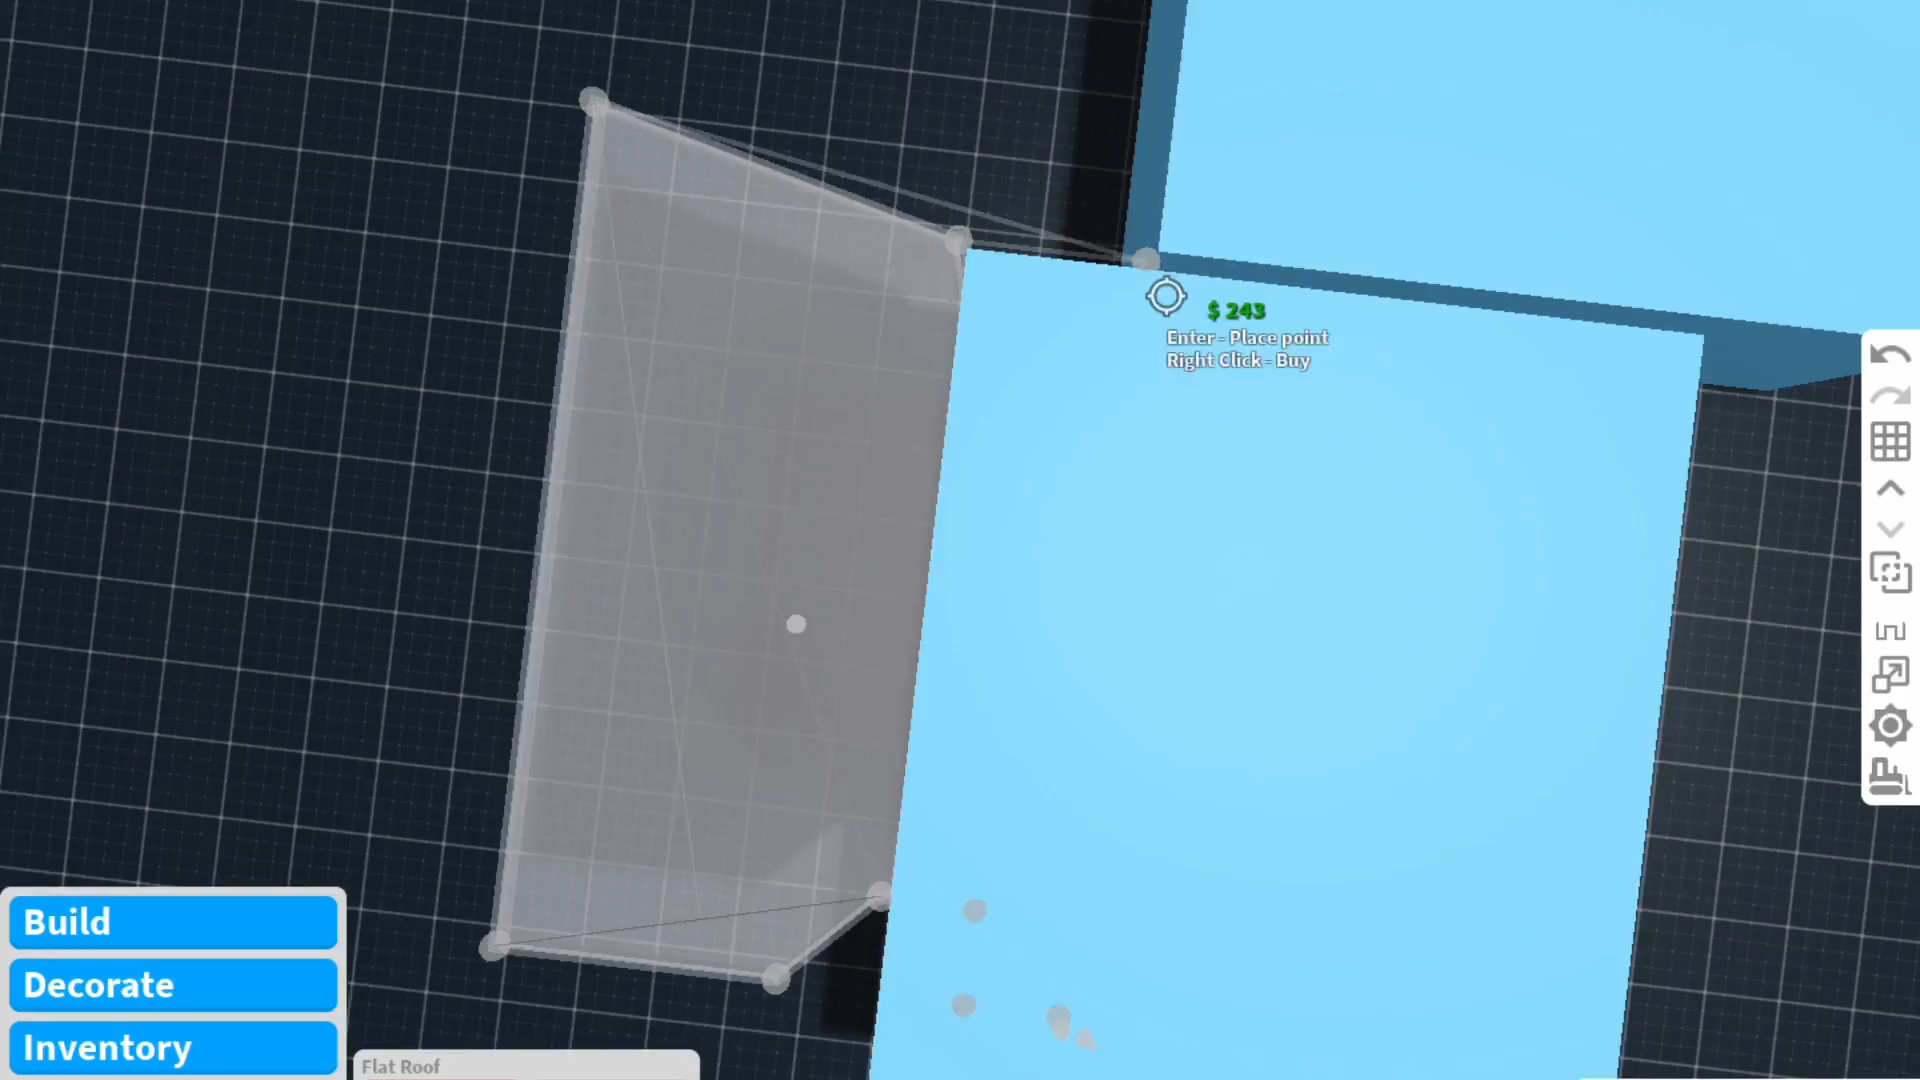 $ 243
Enter - Place point
Right Click - Buy
Build
Decorate
Inventory
Flat Roof